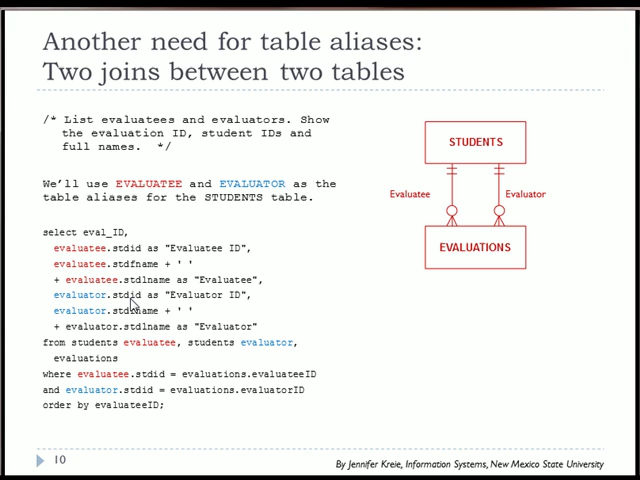 Another need for table aliases:
Two joins between two tables
/* List evaluatees and evaluators. Show
the evaluation ID, student IDs and
full names. */
We'll use EVALUATEE and EVALUATOR as the
table aliases for the STUDENTS table.
select eval_ID,
evaluatee.stdid as "Evaluatee ID",
evaluatee.stdfname + ' '
+ evaluatee.stdlname as "Evaluatee",
evaluator.stdid as "Evaluator ID",
evaluator.stdfname + ' '
+ evaluator.stdlname as "Evaluator"
from students evaluatee, students evaluator,
evaluations
where evaluatee.stdid = evaluations.evaluateeID
and evaluator.stdid = evaluations.evaluatorID
order by evaluateeID;
STUDENTS
Evaluatee
Evaluator
EVALUATIONS
10
By Jennifer Kreie, Information Systems, New Mexico State University